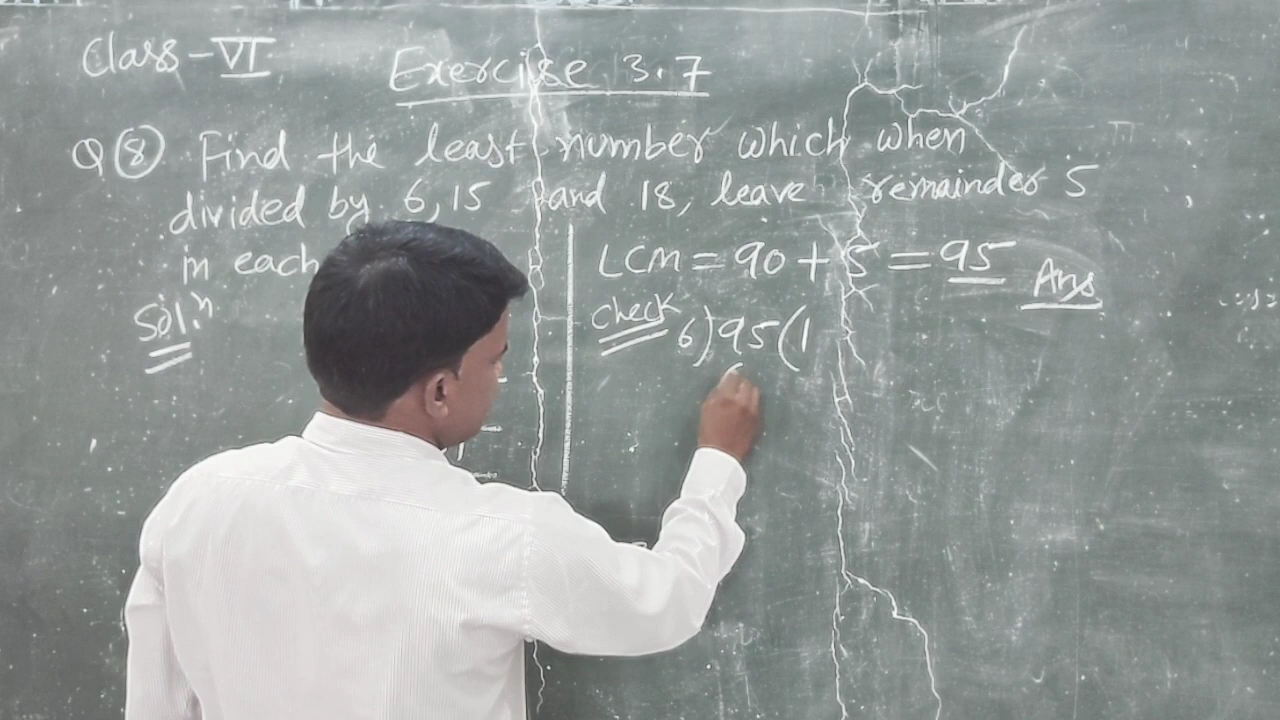 Class - VI
Exercise 3.7
Q 8 Find the least number which when
divided by 6, 15 and 18, leave remainder 5
in each
Sol.n
LCM = 90 + 5 = 95 Ans
Check 6)95(1